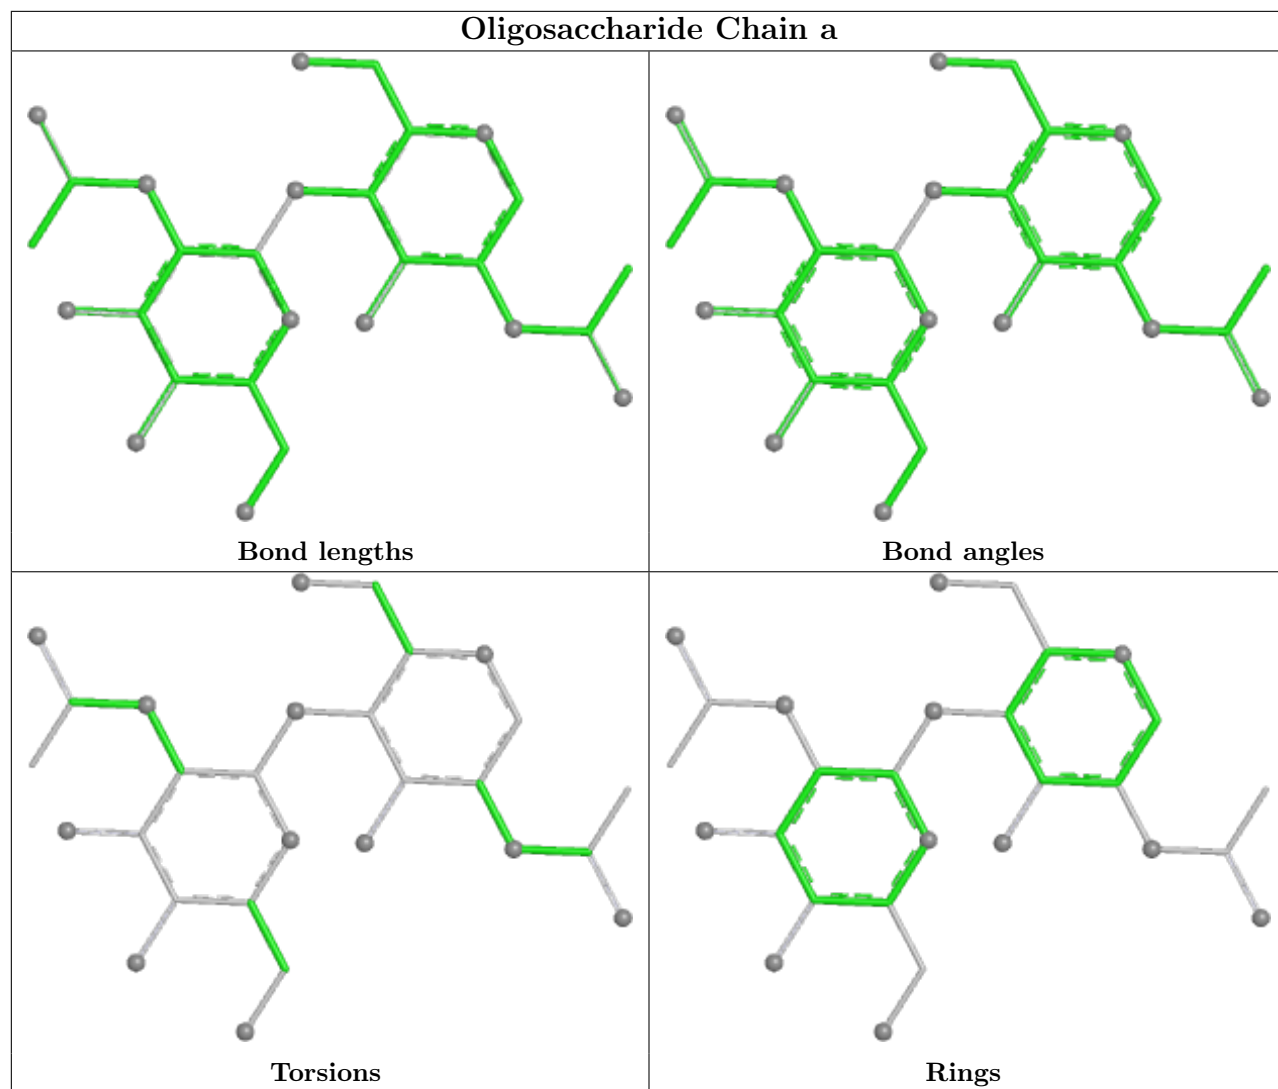 Oligosaccharide Chain a
Bond lengths
Bond angles
Torsions
Rings